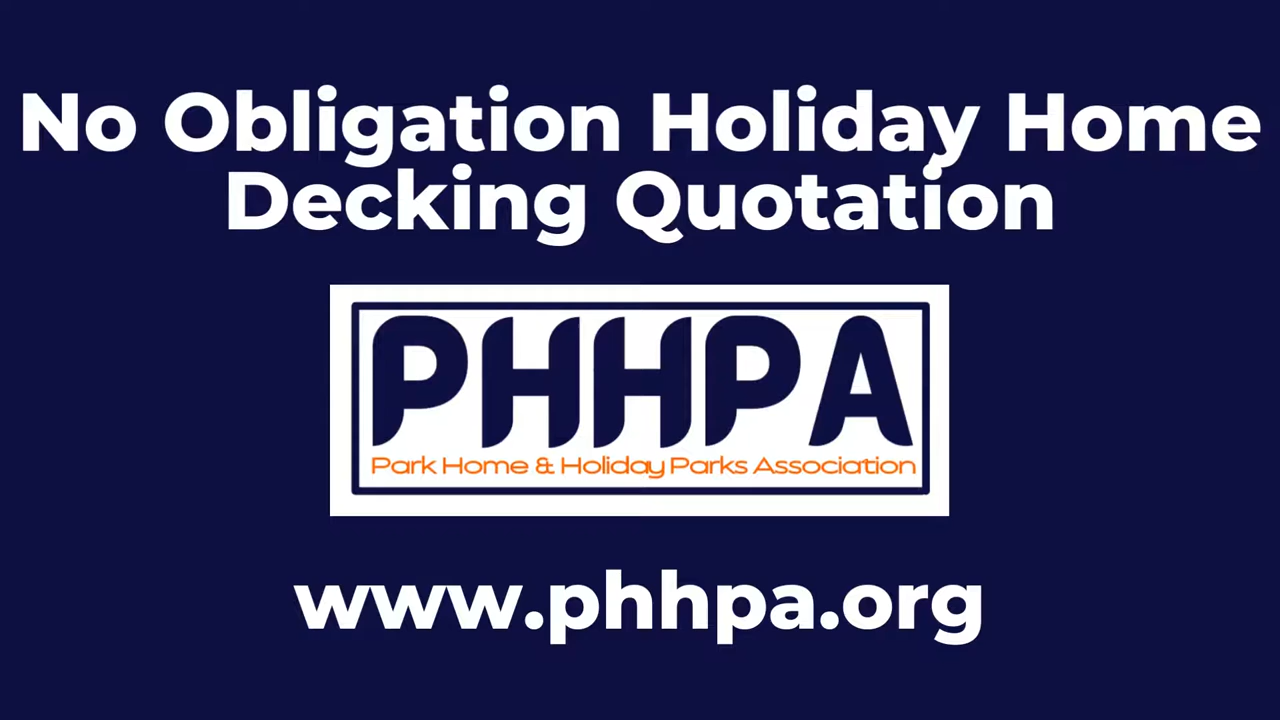 No Obligation Holiday Home
Decking Quotation
PHHPA
Park Home & Holiday Parks Association
www.phhpa.org